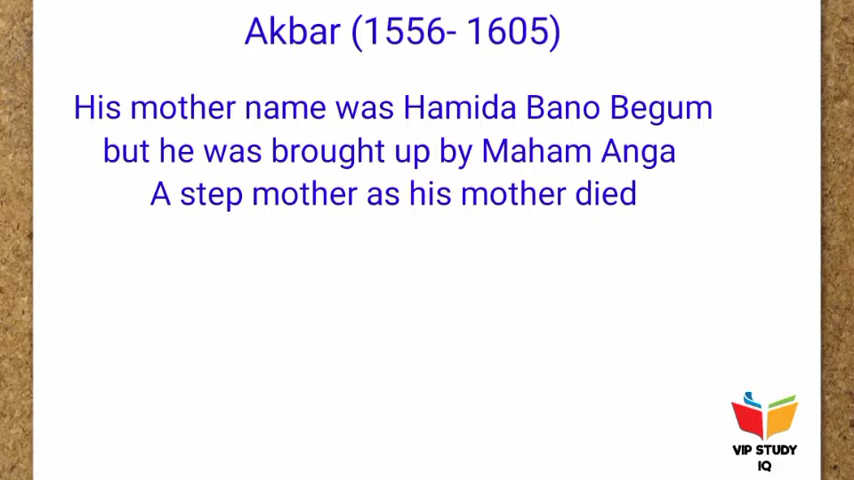 Akbar (1556- 1605)
His mother name was Hamida Bano Begum
but he was brought up by Maham Anga
A step mother as his mother died
VIP STUDY
IQ